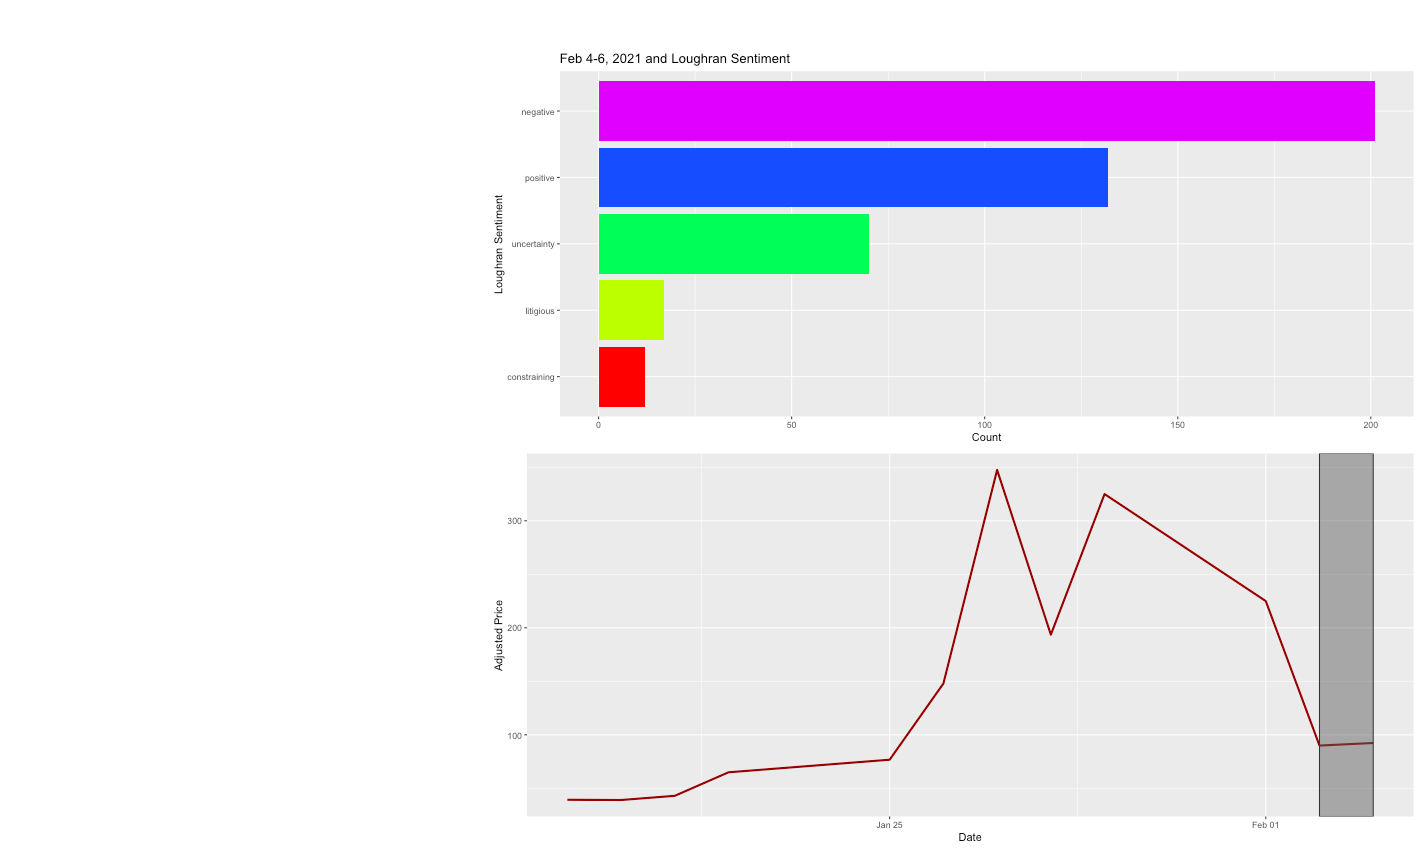 Feb 4-6, 2021 and Loughran Sentiment
Loughran Sentiment
negative
positive
uncertainty
litigious
constraining
0 50 100 150 200
Count
Adjusted Price
300
200
100
Jan 25 Feb 01
Date